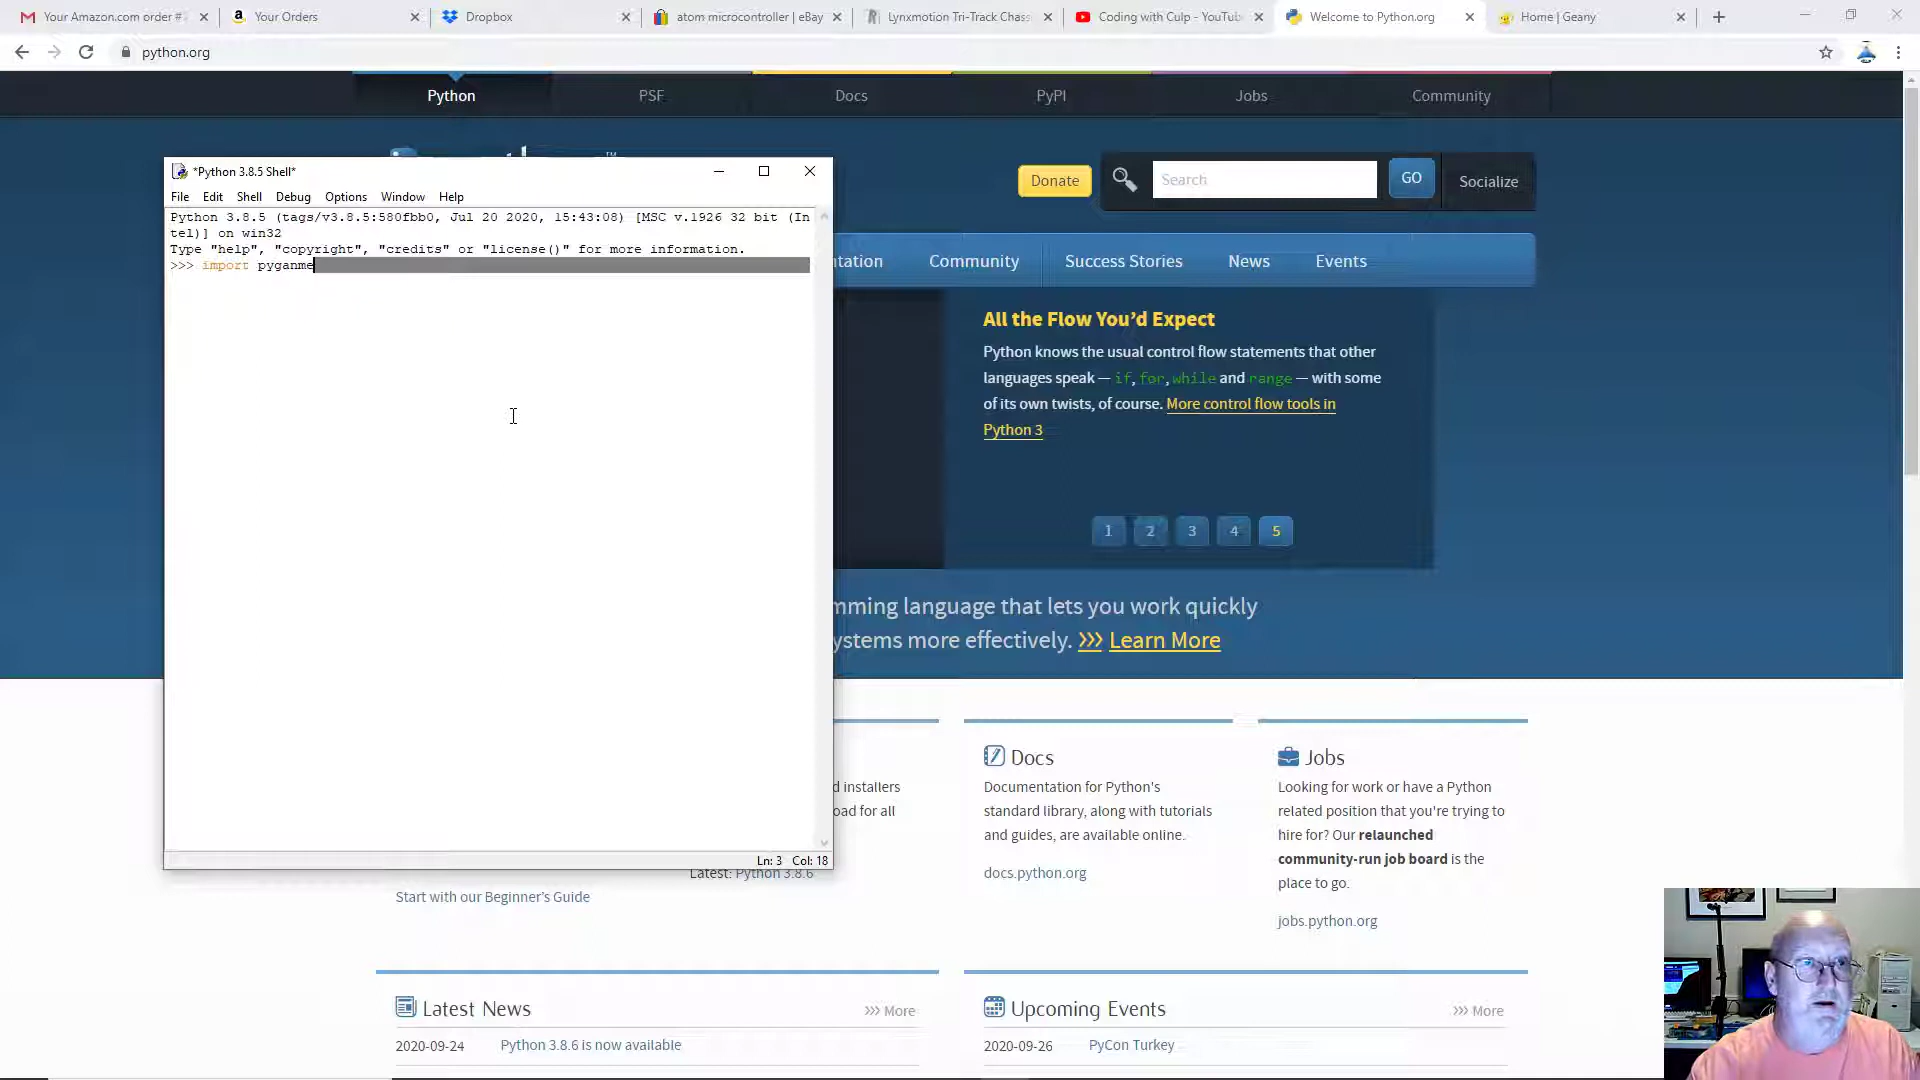 Your Amazon.com order #
Your Orders
Dropbox
atom microcontroller | eBay
Lynxmotion Tri-Track Chass
Coding with Culp - YouTub
Welcome to Python.org
Home | Geany
python.org
Python
PSF
Docs
PyPI
Jobs
Community
Donate
Search
GO
Socialize
*Python 3.8.5 Shell*
File Edit Shell Debug Options Window Help
Python 3.8.5 (tags/v3.8.5:580fbb0, Jul 20 2020, 15:43:08) [MSC v.1926 32 bit (In
tel)] on win32
Type "help", "copyright", "credits" or "license()" for more information.
>>> import pyganme
Ln: 3 Col: 18
ntation
Community
Success Stories
News
Events
All the Flow You’d Expect
Python knows the usual control flow statements that other
languages speak — if, for, while and range — with some
of its own twists, of course. More control flow tools in
Python 3
1 2 3 4 5
mming language that lets you work quickly
ystems more effectively. >>> Learn More
d installers
oad for all
Latest: Python 3.8.6
Start with our Beginner’s Guide
Docs
Documentation for Python's
standard library, along with tutorials
and guides, are available online.
docs.python.org
Jobs
Looking for work or have a Python
related position that you're trying to
hire for? Our relaunched
community-run job board is the
place to go.
jobs.python.org
Latest News
>>> More
2020-09-24 Python 3.8.6 is now available
Upcoming Events
>>> More
2020-09-26 PyCon Turkey